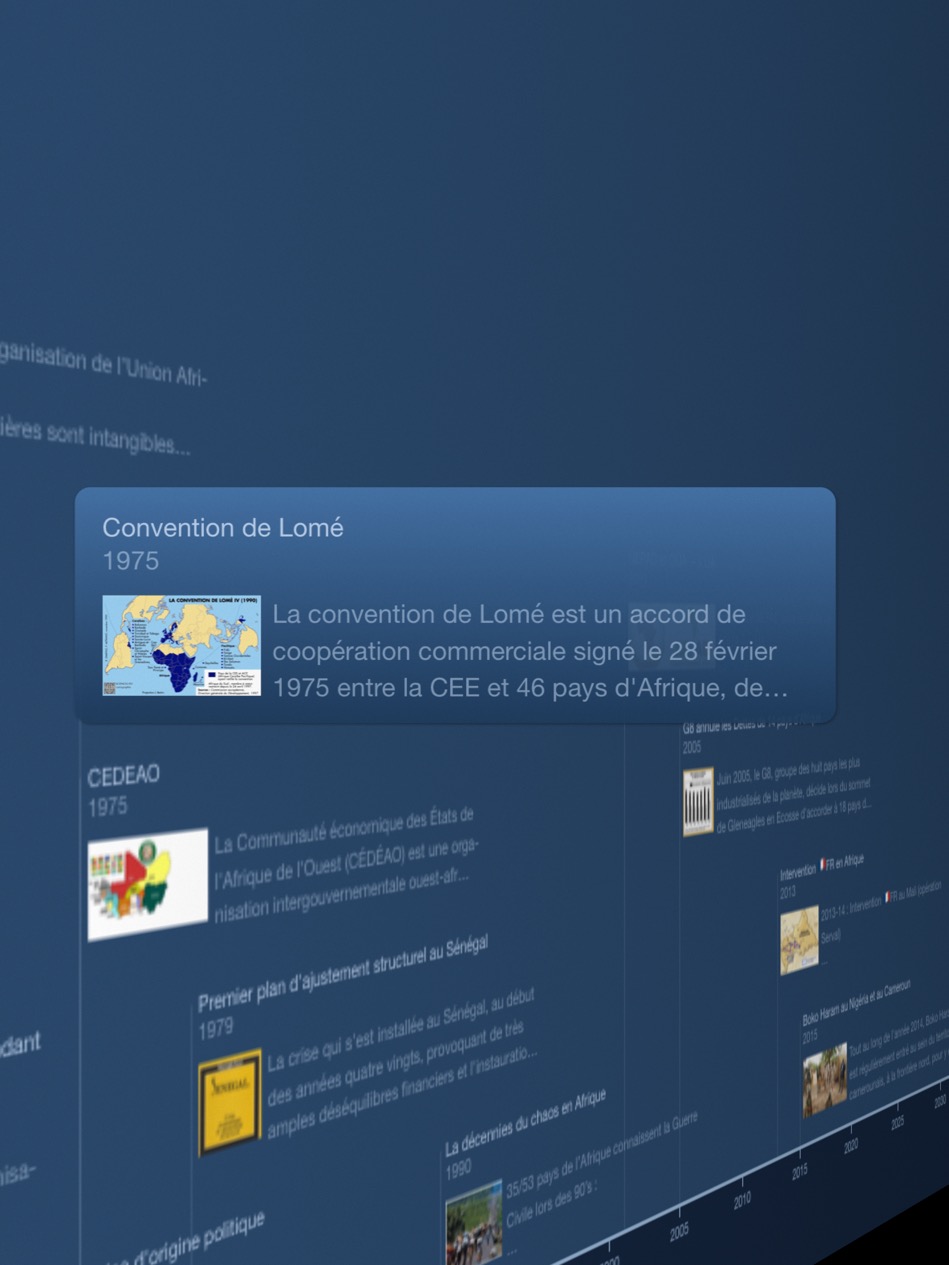 ganisation de l'Union Afri-
ières sont intangibles...
Convention de Lomé
1975
LA CONVENTION DE LOMÉ IV (1990)
La convention de Lomé est un accord de
coopération commerciale signé le 28 février
1975 entre la CEE et 46 pays d'Afrique, de...
G8 annule les Dettes de 14 pays
2005
Juin 2005, le G8, groupe des huit pays les plus
industrialisés de la planète, décide lors du sommet
de Gleneagles en Ecosse d'accorder à 18 pays d...
CEDEAO
1975
La Communauté économique des États de
l'Afrique de l'Ouest (CÉDÉAO) est une orga-
nisation intergouvernementale ouest-afr...
Intervention 🇫🇷FR en Afrique
2013
2013-14 : Intervention 🇫🇷FR au Mali (opération
Serval)
...
Premier plan d'ajustement structurel au Sénégal
1979
SENEGAL
La crise qui s'est installée au Sénégal, au début
des années quatre vingts, provoquant de très
amples déséquilibres financiers et l'instauratio...
Boko Haram au Nigéria et au Cameroun
2015
Tout au long de l'année 2014, Boko Hara
est régulièrement entré au sein du
camerounais, à la frontière nord, pour
dant
La décennies du chaos en Afrique
1990
35/53 pays de l'Afrique connaissent la Guerre
Civile lors des 90's :
...
nisa-
d'origine politique
2000
2005
2010
2015
2020
2025
2030